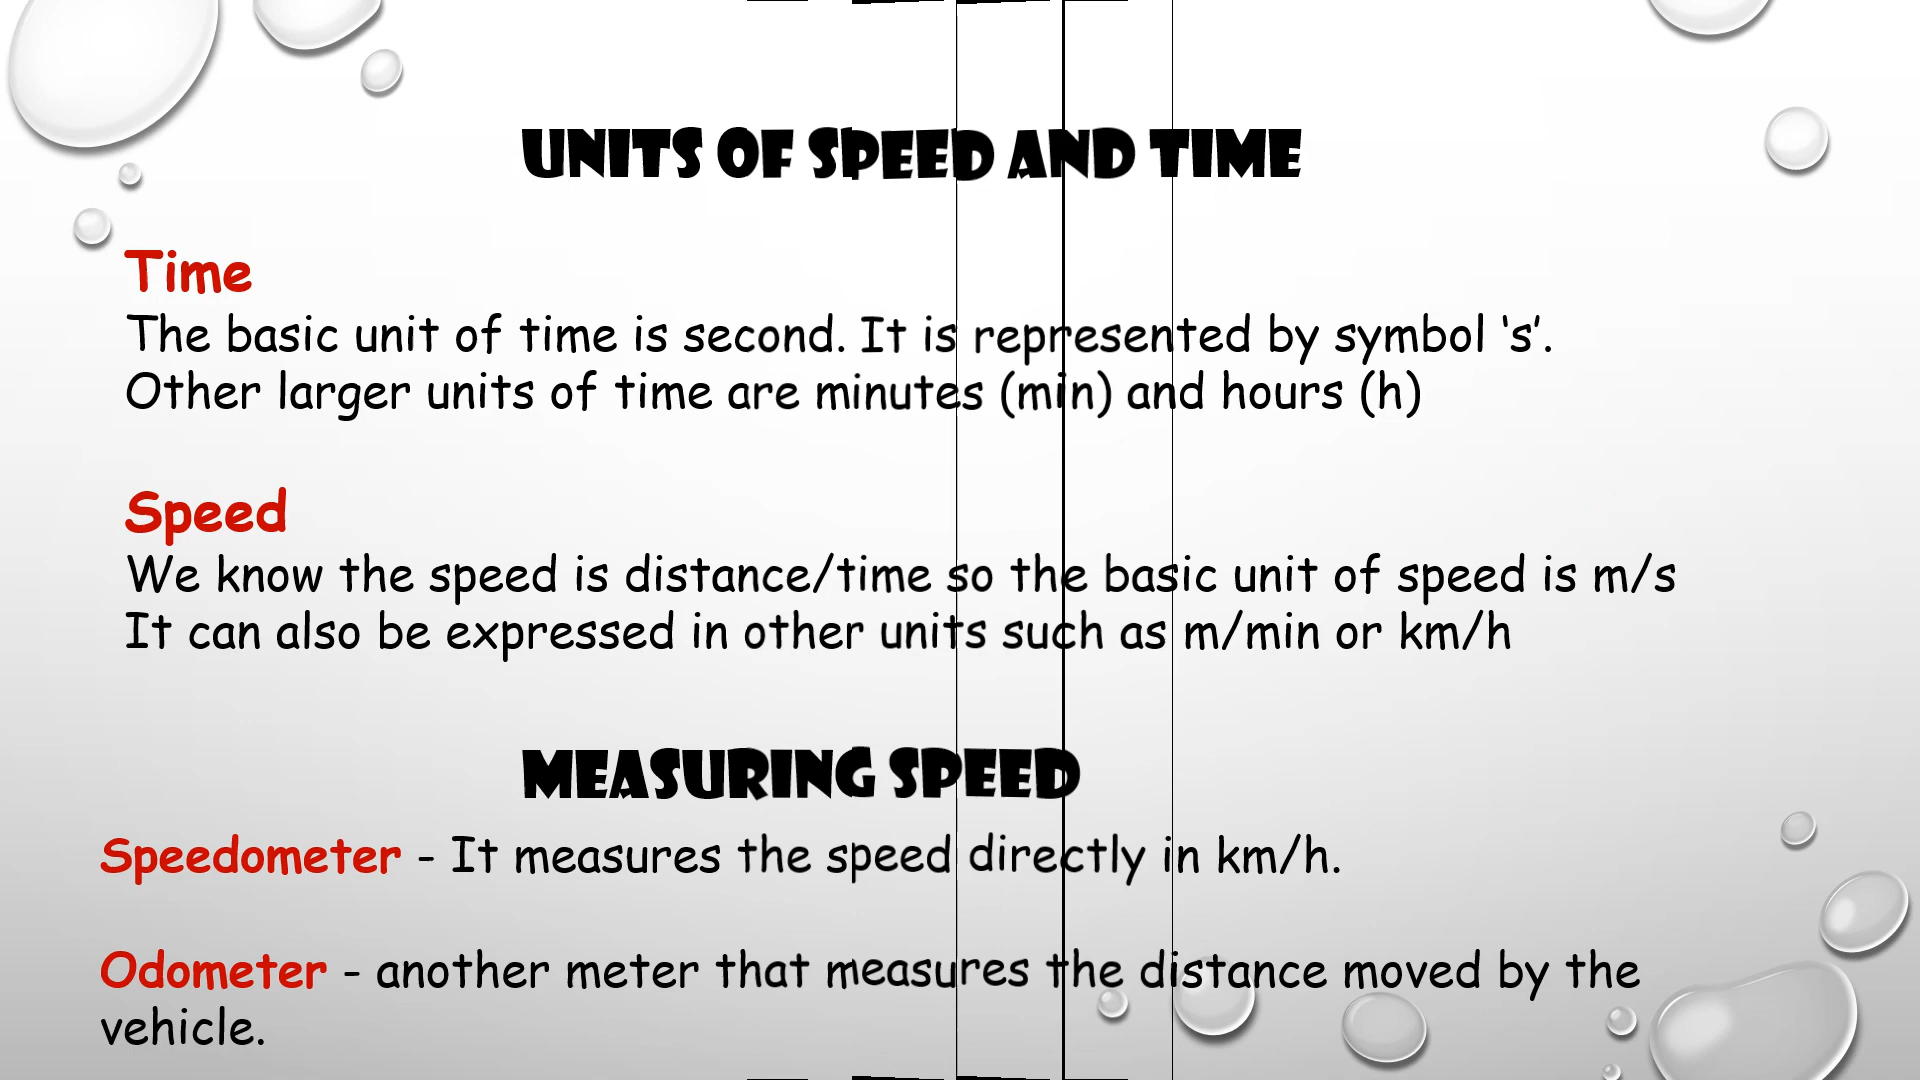 UNITS OF SPEED AND TIME
Time
The basic unit of time is second. It is represented by symbol ‘s’.
Other larger units of time are minutes (min) and hours (h)
Speed
We know the speed is distance/time so the basic unit of speed is m/s
It can also be expressed in other units such as m/min or km/h
MEASURING SPEED
Speedometer - It measures the speed directly in km/h.
Odometer - another meter that measures the distance moved by the
vehicle.